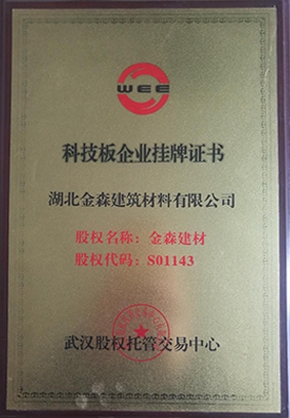 WEE
科技板企业挂牌证书
湖北金森建筑材料有限公司
股权名称：金森建材
股权代码：S01143
武汉股权托管交易中心